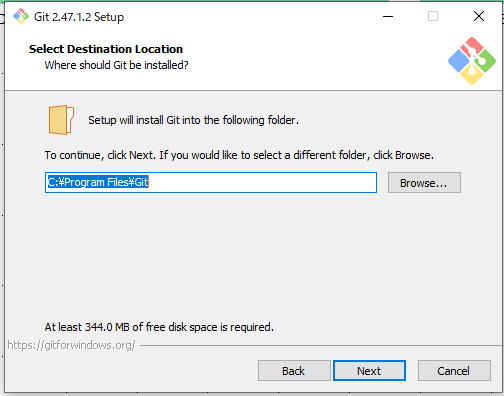 Git 2.47.1.2 Setup
Select Destination Location
Where should Git be installed?
Setup will install Git into the following folder.
To continue, click Next. If you would like to select a different folder, click Browse.
C:¥Program Files¥Git
Browse...
At least 344.0 MB of free disk space is required.
https://gitforwindows.org/
Back
Next
Cancel